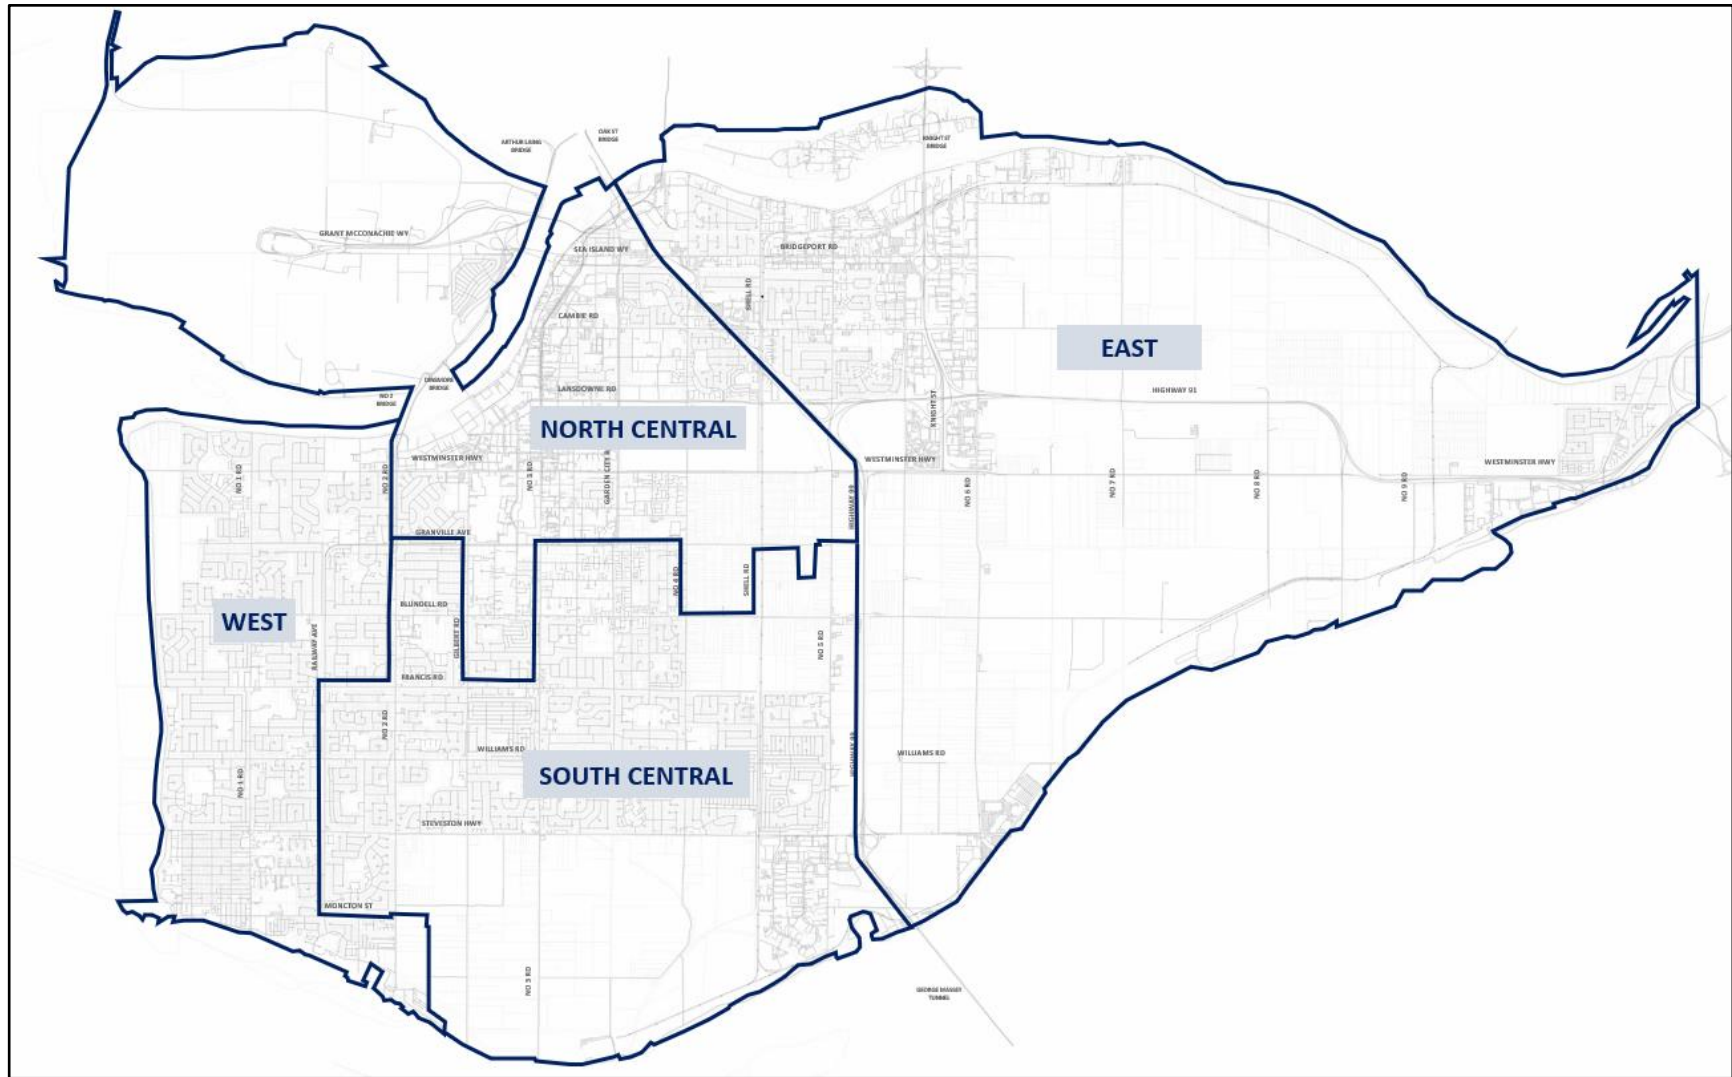 ARTHUR LAING
BRIDGE
OAK ST
BRIDGE
KNIGHT ST
BRIDGE
GRANT MCCONACHIE WY
SEA ISLAND WY
BRIDGEPORT RD
SHELL RD
CAMBIE RD
EAST
DINSMORE
BRIDGE
NO 2
BRIDGE
LANSDOWNE RD
HIGHWAY 91
KNIGHT ST
NORTH CENTRAL
WESTMINSTER HWY
WESTMINSTER HWY
WESTMINSTER HWY
NO 1 RD
NO 2 RD
NO 3 RD
GARDEN CITY R
HIGHWAY 99
NO 6 RD
NO 7 RD
NO 8 RD
NO 9 RD
GRANVILLE AVE
NO 4 RD
SHELL RD
BLUNDELL RD
WEST
RAILWAY AVE
GILBERT RD
NO 5 RD
FRANCIS RD
NO 2 RD
WILLIAMS RD
HIGHWAY 99
WILLIAMS RD
SOUTH CENTRAL
NO 1 RD
STEVESTON HWY
MONCTON ST
NO 3 RD
GEORGE MASSEY
TUNNEL